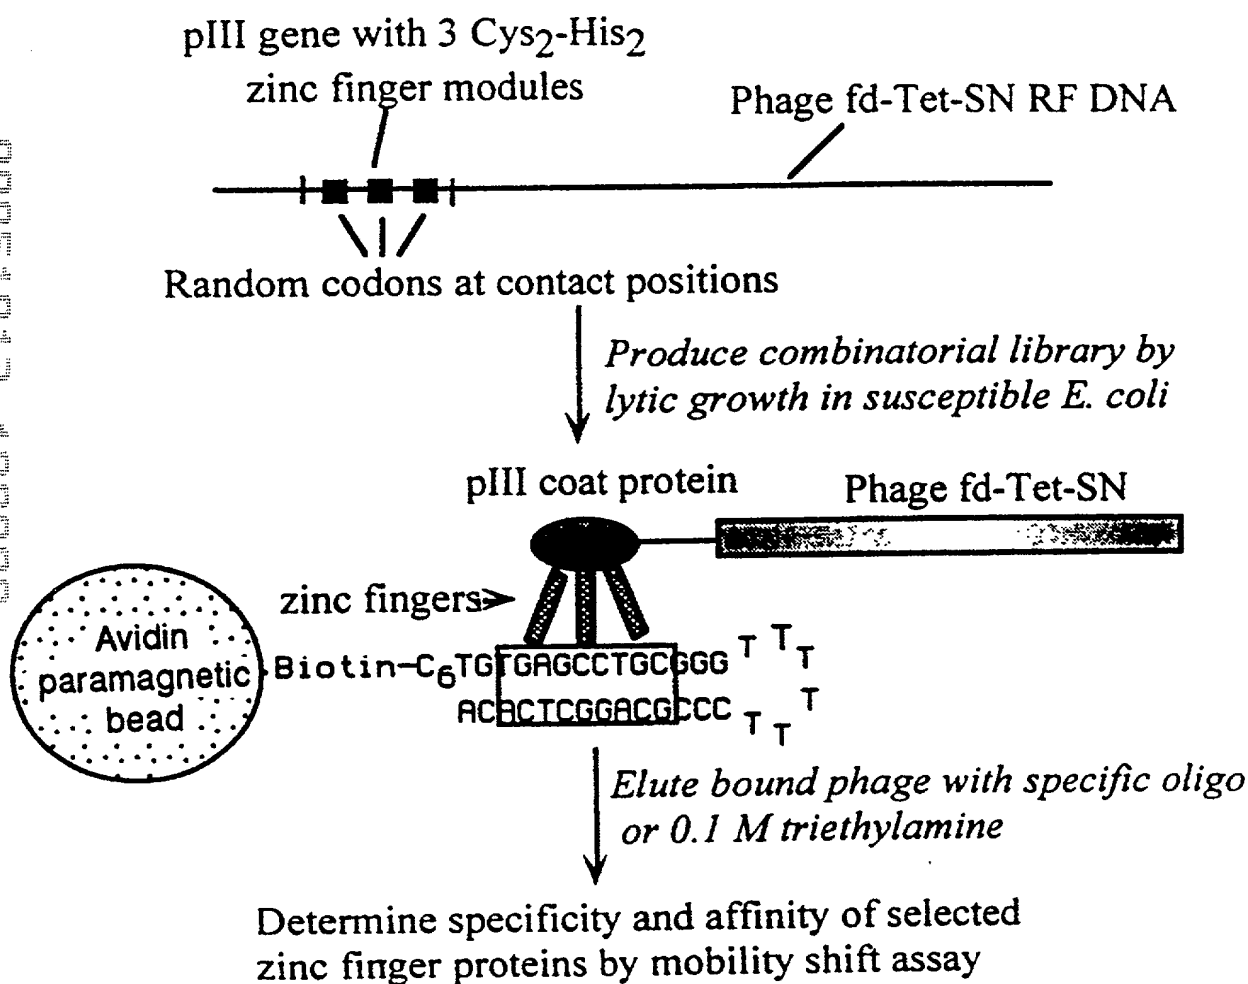 pIII gene with 3 Cys2-His2
zinc finger modules
Phage fd-Tet-SN RF DNA
Random codons at contact positions
Produce combinatorial library by
lytic growth in susceptible E. coli
pIII coat protein
Phage fd-Tet-SN
zinc fingers
Avidin
paramagnetic
bead
Biotin-C6TGTGAGCCTGCGGG
T T T
T
ACACTCGGACGCCC
T T
Elute bound phage with specific oligo
or 0.1 M triethylamine
Determine specificity and affinity of selected
zinc finger proteins by mobility shift assay